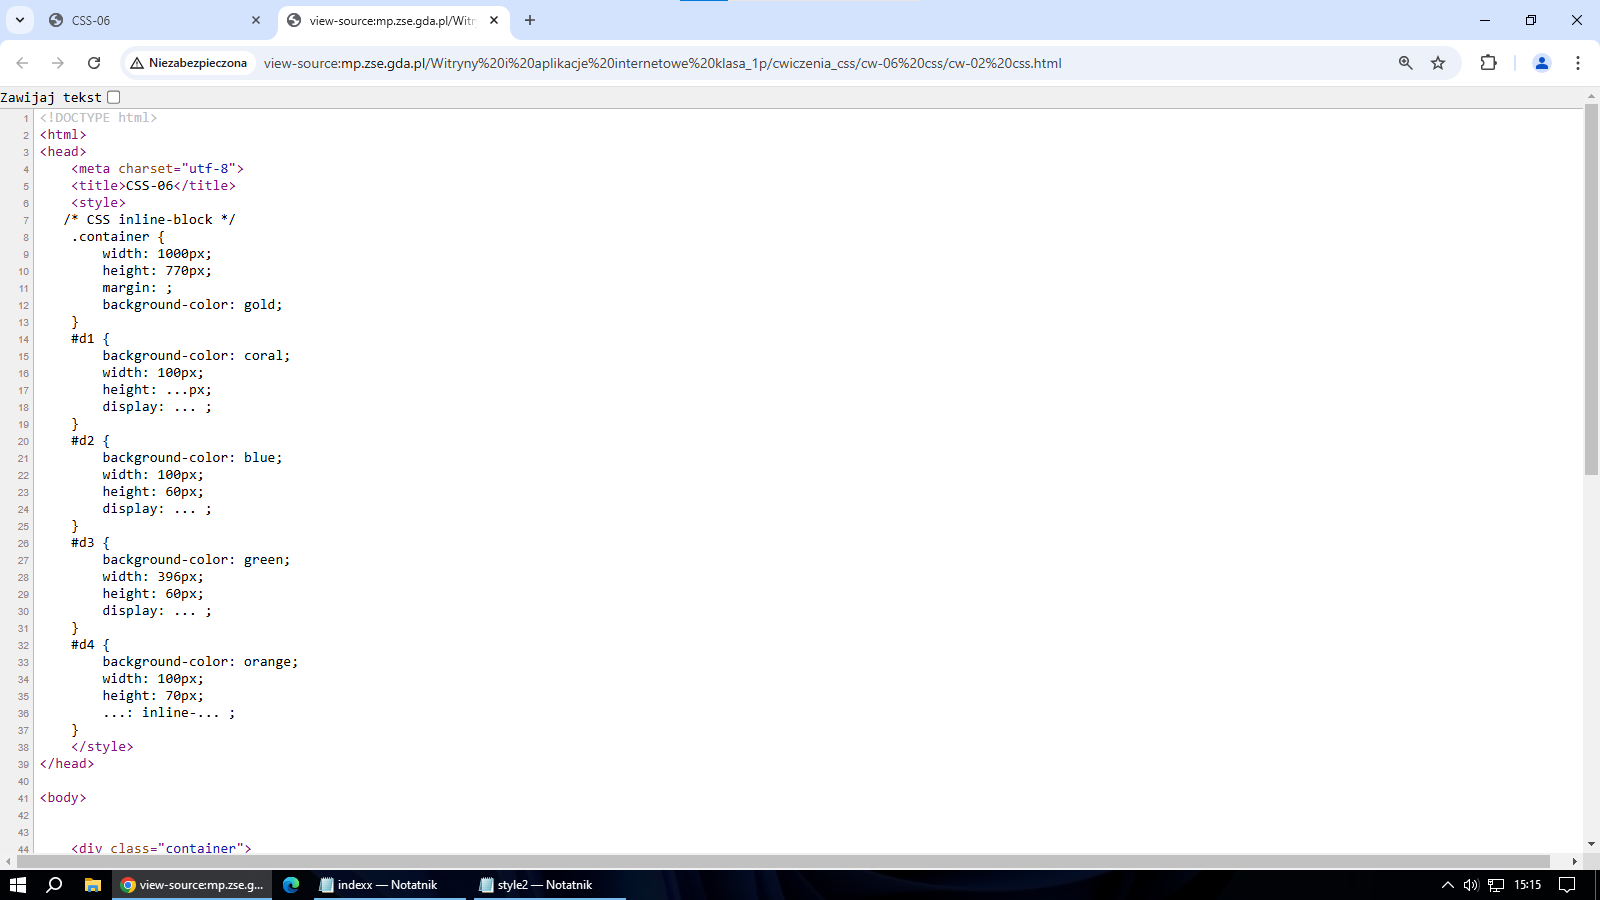 CSS-06
view-source:mp.zse.gda.pl/Witr
Niezabezpieczona
view-source:mp.zse.gda.pl/Witryny%20i%20aplikacje%20internetowe%20klasa_1p/cwiczenia_css/cw-06%20css/cw-02%20css.html
Zawijaj tekst
1 <!DOCTYPE html>
2 <html>
3 <head>
4 <meta charset="utf-8">
5 <title>CSS-06</title>
6 <style>
7 /* CSS inline-block */
8 .container {
9 width: 1000px;
10 height: 770px;
11 margin: ;
12 background-color: gold;
13 }
14 #d1 {
15 background-color: coral;
16 width: 100px;
17 height: ...px;
18 display: ... ;
19 }
20 #d2 {
21 background-color: blue;
22 width: 100px;
23 height: 60px;
24 display: ... ;
25 }
26 #d3 {
27 background-color: green;
28 width: 396px;
29 height: 60px;
30 display: ... ;
31 }
32 #d4 {
33 background-color: orange;
34 width: 100px;
35 height: 70px;
36 ...: inline-... ;
37 }
38 </style>
39 </head>
40
41 <body>
42
43
44 <div class="container">
view-source:mp.zse.g...
indexx — Notatnik
style2 — Notatnik
15:15